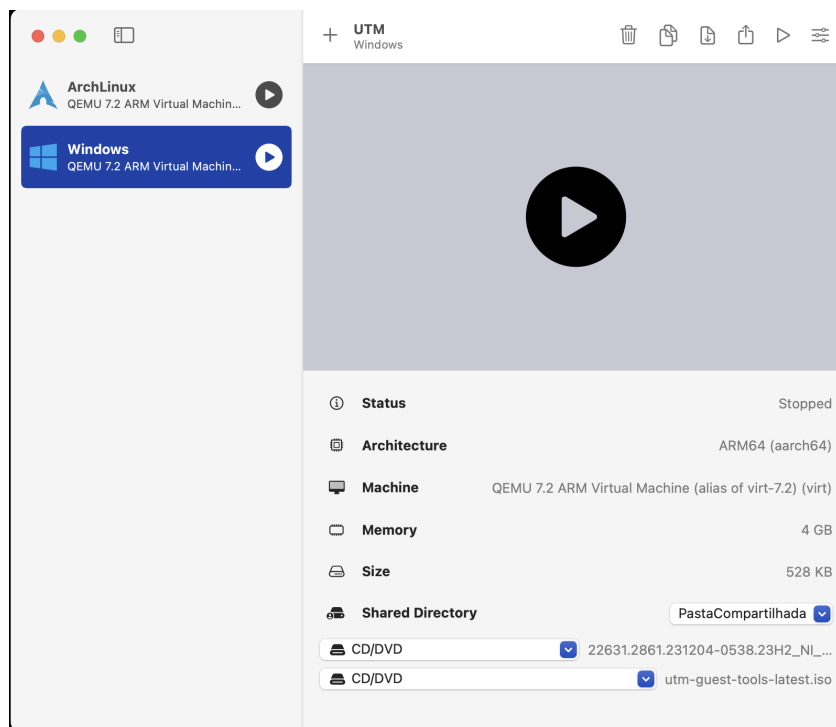 UTM
Windows
ArchLinux
QEMU 7.2 ARM Virtual Machin...
Windows
QEMU 7.2 ARM Virtual Machin...
Status Stopped
Architecture ARM64 (aarch64)
Machine QEMU 7.2 ARM Virtual Machine (alias of virt-7.2) (virt)
Memory 4 GB
Size 528 KB
Shared Directory PastaCompartilhada
CD/DVD 22631.2861.231204-0538.23H2_NI_...
CD/DVD utm-guest-tools-latest.iso